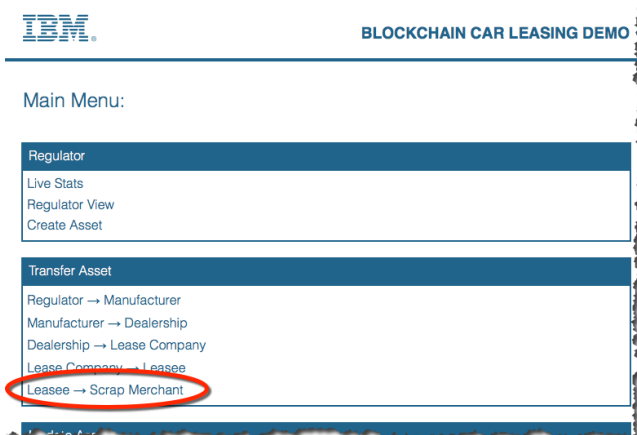 IBM.
BLOCKCHAIN CAR LEASING DEMO
Main Menu:
Regulator
Live Stats
Regulator View
Create Asset
Transfer Asset
Regulator → Manufacturer
Manufacturer → Dealership
Dealership → Lease Company
Lease Company → Leasee
Leasee → Scrap Merchant